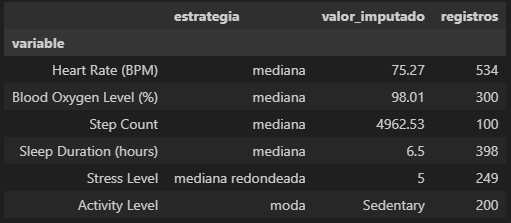 estrategia valor_imputado registros
variable
Heart Rate (BPM) mediana 75.27 534
Blood Oxygen Level (%) mediana 98.01 300
Step Count mediana 4962.53 100
Sleep Duration (hours) mediana 6.5 398
Stress Level mediana redondeada 5 249
Activity Level moda Sedentary 200